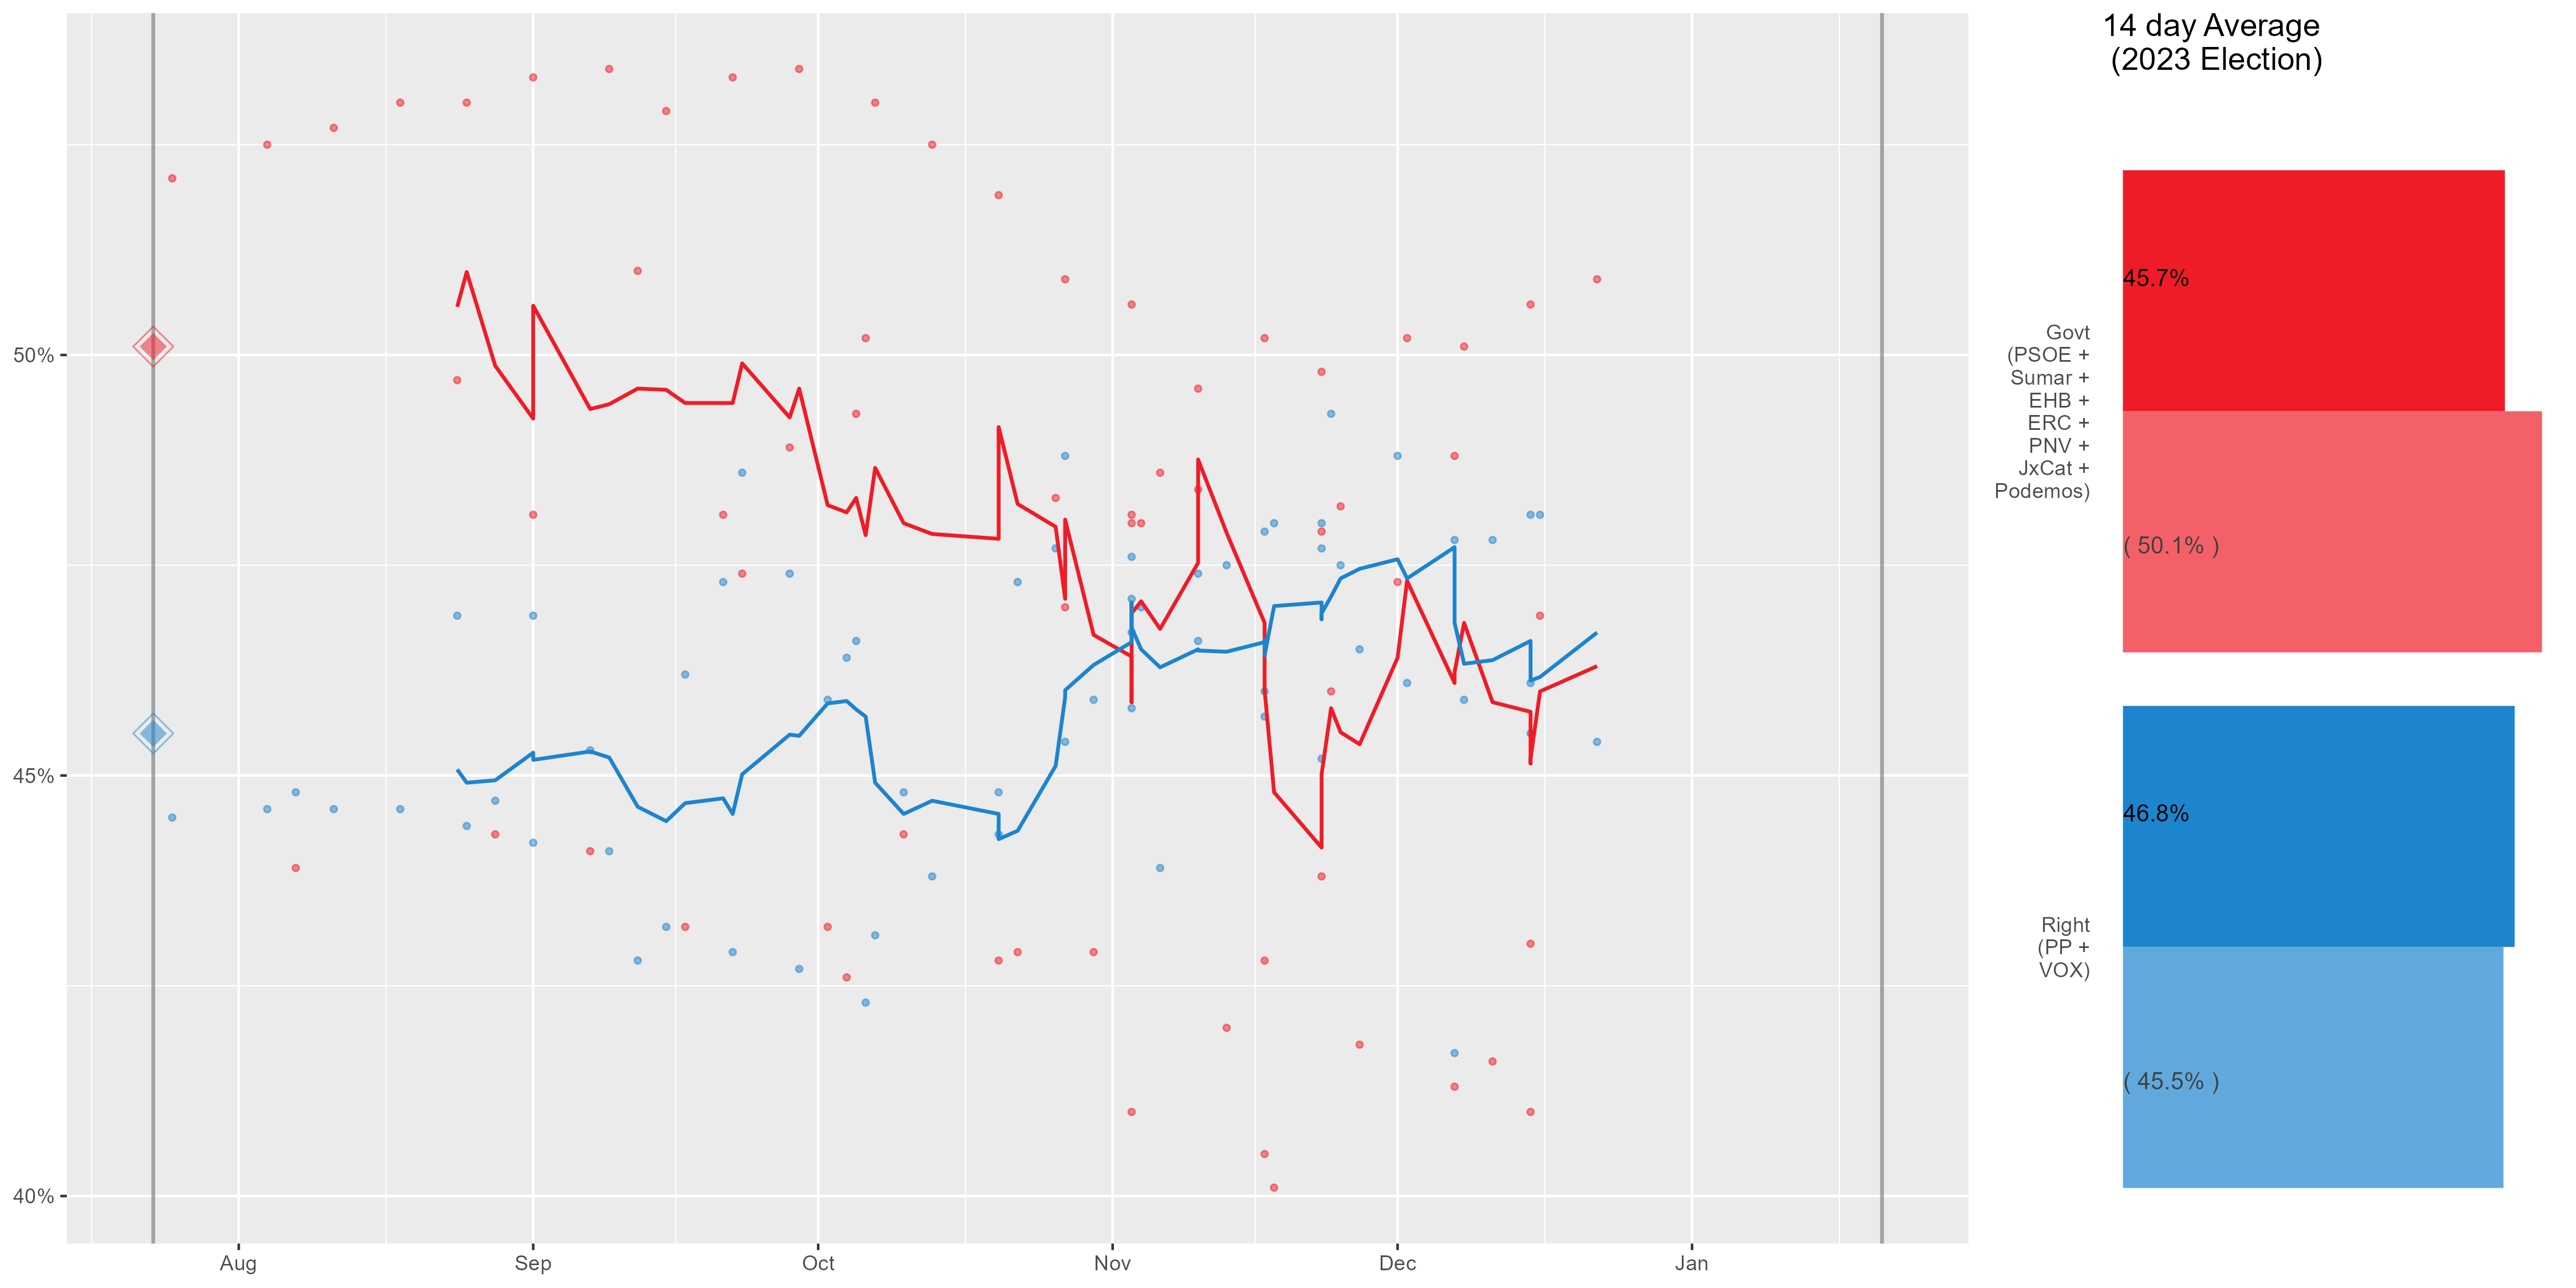 14 day Average
(2023 Election)
50%
45%
40%
Aug
Sep
Oct
Nov
Dec
Jan
Govt
(PSOE +
Sumar +
EHB +
ERC +
PNV +
JxCat +
Podemos)
45.7%
( 50.1% )
Right
(PP +
VOX)
46.8%
( 45.5% )